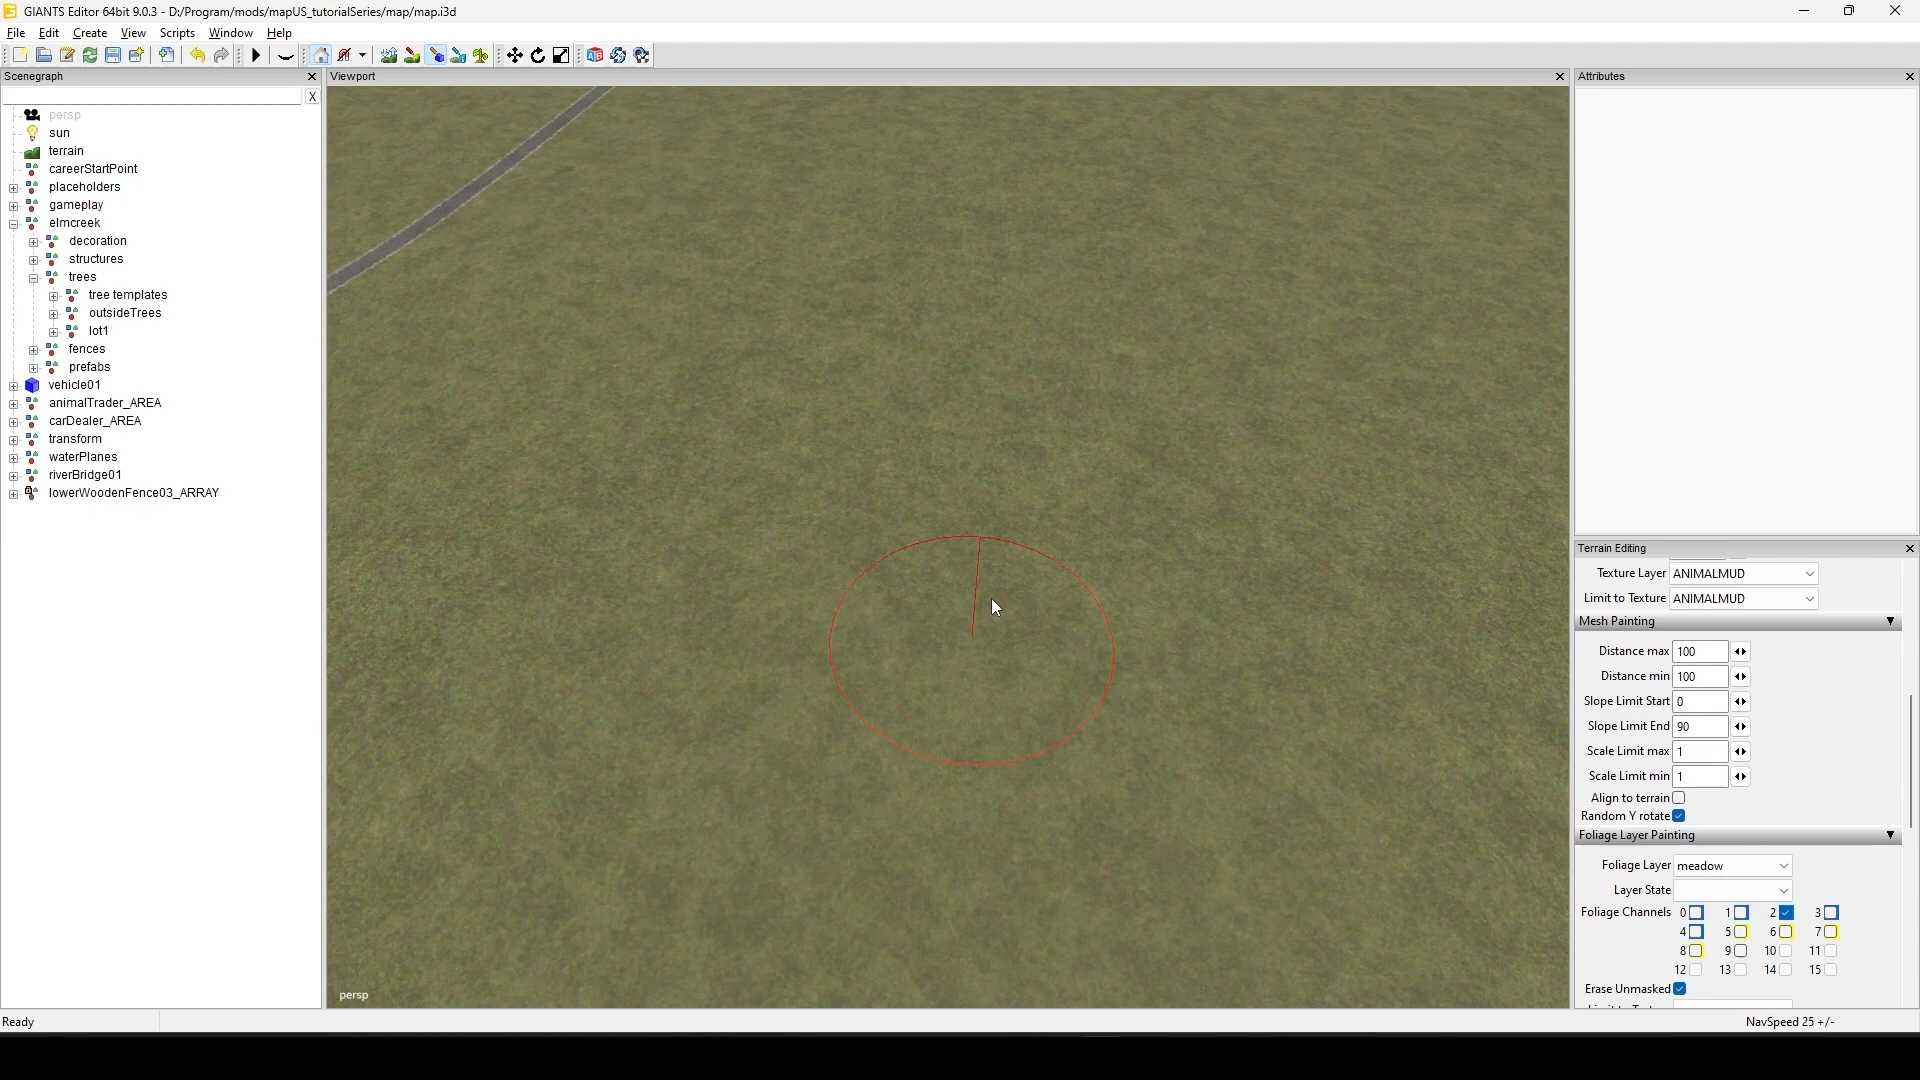 GIANTS Editor 64bit 9.0.3 - D:/Program/mods/mapUS_tutorialSeries/map/map.i3d
File Edit Create View Scripts Window Help
Scenegraph
Viewport
Attributes
X
persp
sun
terrain
careerStartPoint
placeholders
gameplay
elmcreek
decoration
structures
trees
tree templates
outsideTrees
lot1
fences
prefabs
vehicle01
animalTrader_AREA
carDealer_AREA
transform
waterPlanes
riverBridge01
lowerWoodenFence03_ARRAY
persp
Terrain Editing
Texture Layer ANIMALMUD
Limit to Texture ANIMALMUD
Mesh Painting
Distance max 100
Distance min 100
Slope Limit Start 0
Slope Limit End 90
Scale Limit max 1
Scale Limit min 1
Align to terrain
Random Y rotate
Foliage Layer Painting
Foliage Layer meadow
Layer State
Foliage Channels 0 1 2 3
4 5 6 7
8 9 10 11
12 13 14 15
Erase Unmasked
Ready
NavSpeed 25 +/-